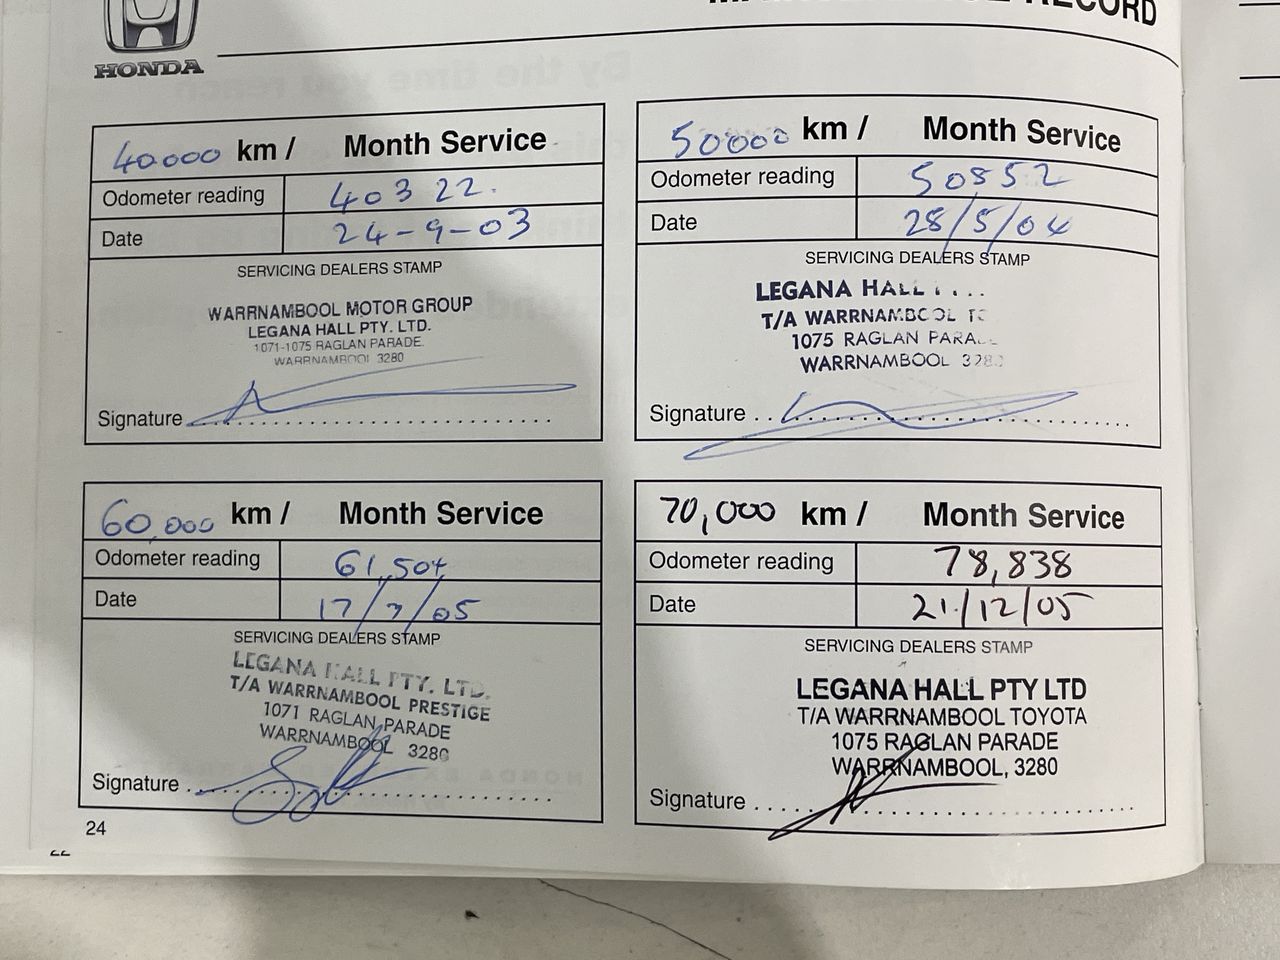 RECORD
HONDA
40000 km / Month Service
Odometer reading 40322.
Date 24-9-03
SERVICING DEALERS STAMP
WARRNAMBOOL MOTOR GROUP
LEGANA HALL PTY. LTD.
1071-1075 RAGLAN PARADE.
WARRNAMBOOL 3280
Signature
50000 km / Month Service
Odometer reading 50852
Date 28/5/04
SERVICING DEALERS STAMP
LEGANA HALL
T/A WARRNAMBOOL
1075 RAGLAN
WARRNAMBOOL 3280
Signature
60,000 km / Month Service
Odometer reading 61,504
Date 17/7/05
SERVICING DEALERS STAMP
LEGANA HALL PTY. LTD.
T/A WARRNAMBOOL PRESTIGE
1071 RAGLAN PARADE
WARRNAMBOOL 3280
Signature
70,000 km / Month Service
Odometer reading 78,838
Date 21/12/05
SERVICING DEALERS STAMP
LEGANA HALL PTY LTD
T/A WARRNAMBOOL TOYOTA
1075 RAGLAN PARADE
WARRNAMBOOL, 3280
Signature
24